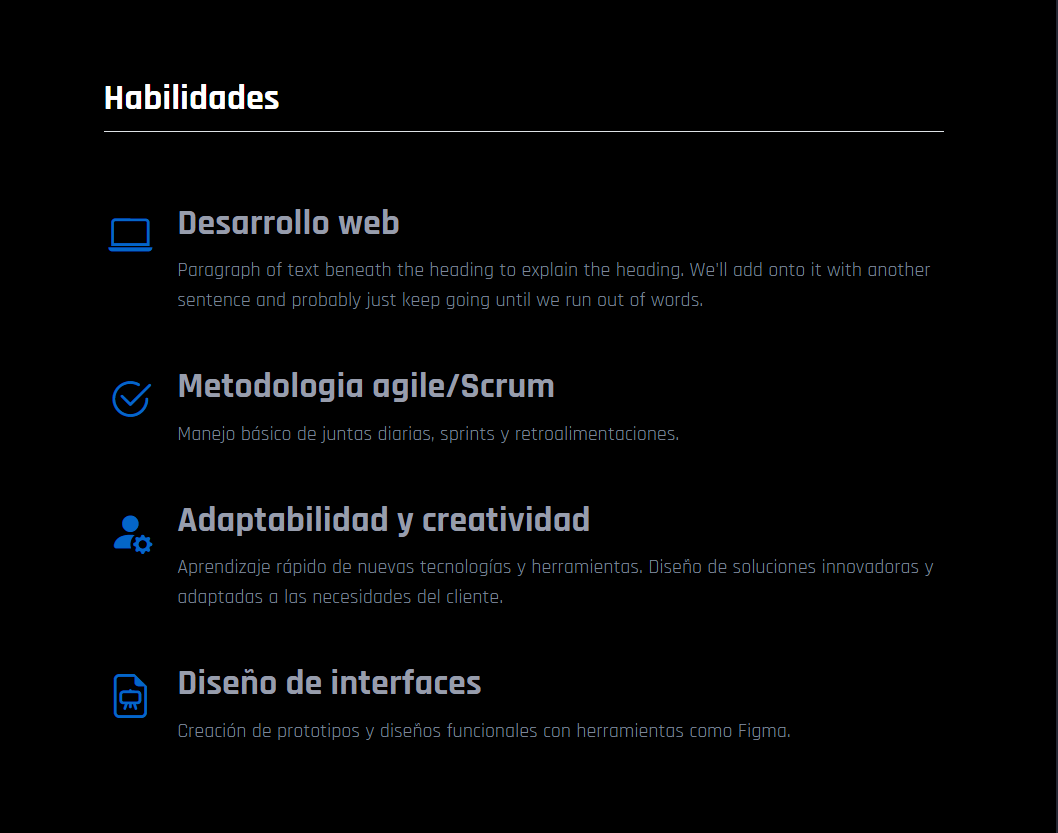 Habilidades
Desarrollo web
Paragraph of text beneath the heading to explain the heading. We'll add onto it with another
sentence and probably just keep going until we run out of words.
Metodologia agile/Scrum
Manejo básico de juntas diarias, sprints y retroalimentaciones.
Adaptabilidad y creatividad
Aprendizaje rápido de nuevas tecnologías y herramientas. Diseño de soluciones innovadoras y
adaptadas a las necesidades del cliente.
Diseño de interfaces
Creación de prototipos y diseños funcionales con herramientas como Figma.